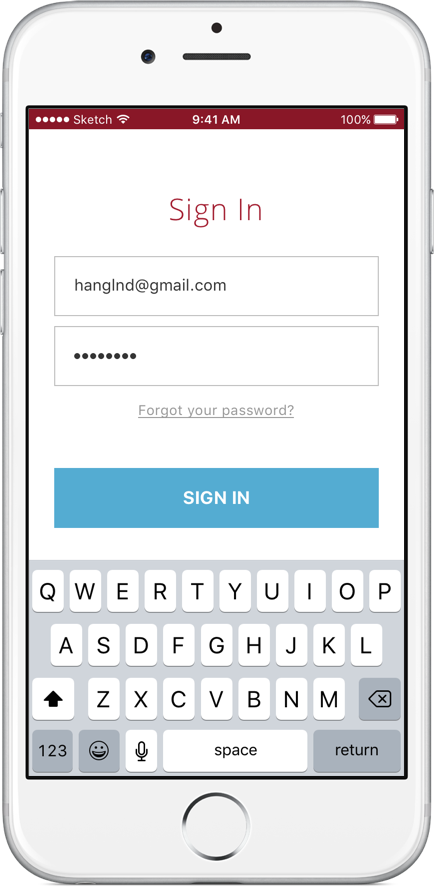 Sketch 9:41 AM 100%
Sign In
hanglnd@gmail.com
••••••••
Forgot your password?
SIGN IN
Q W E R T Y U I O P
A S D F G H J K L
Z X C V B N M
123 space return